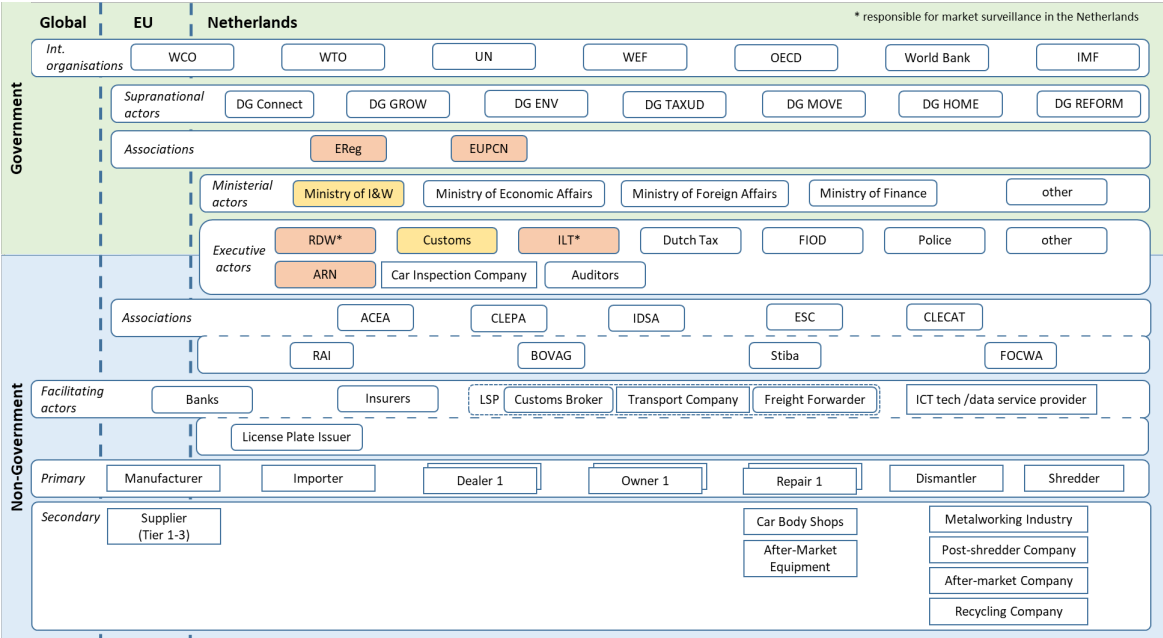 Global EU Netherlands * responsible for market surveillance in the Netherlands
Government
Int.
organisations WCO WTO UN WEF OECD World Bank IMF
Supranational
actors DG Connect DG GROW DG ENV DG TAXUD DG MOVE DG HOME DG REFORM
Associations EReg EUPCN
Ministerial
actors Ministry of I&W Ministry of Economic Affairs Ministry of Foreign Affairs Ministry of Finance other
Executive
actors RDW* Customs ILT* Dutch Tax FIOD Police other
ARN Car Inspection Company Auditors
Non-Government
Associations ACEA CLEPA IDSA ESC CLECAT
RAI BOVAG Stiba FOCWA
Facilitating
actors Banks Insurers LSP Customs Broker Transport Company Freight Forwarder ICT tech /data service provider
License Plate Issuer
Primary Manufacturer Importer Dealer 1 Owner 1 Repair 1 Dismantler Shredder
Secondary Supplier
(Tier 1-3)
Car Body Shops
After-Market
Equipment
Metalworking Industry
Post-shredder Company
After-market Company
Recycling Company